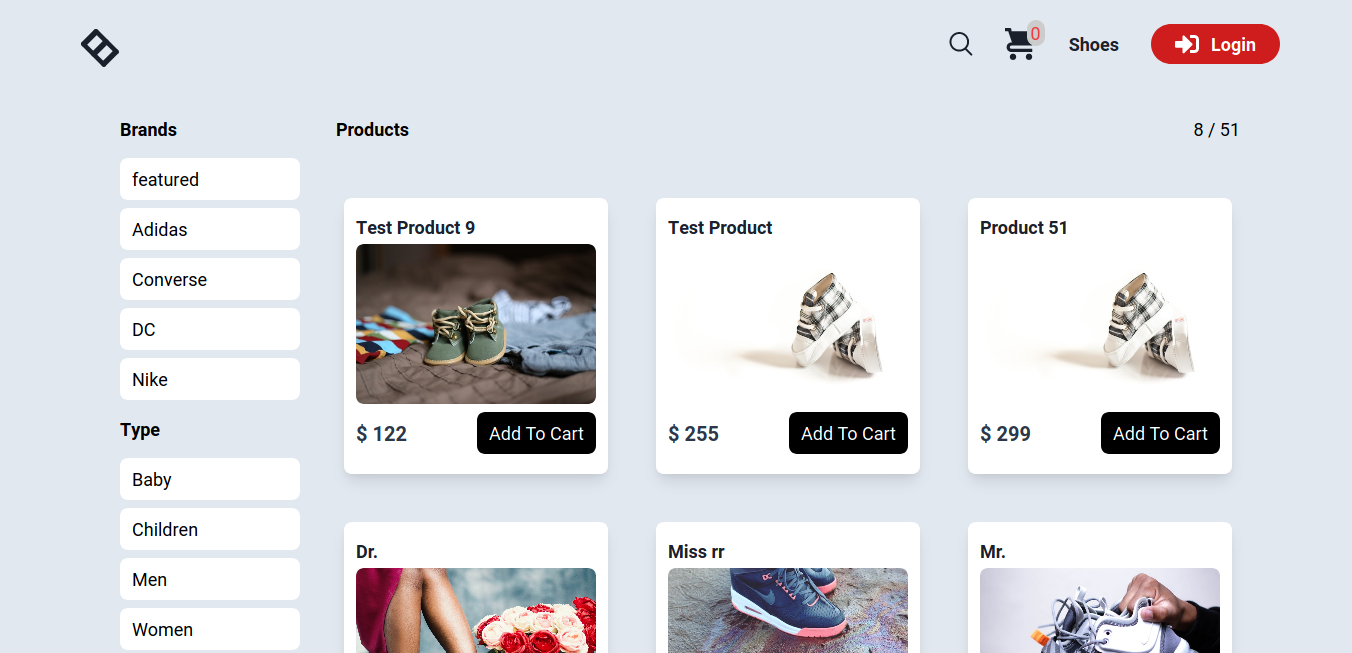 0
Shoes
Login
Brands
featured
Adidas
Converse
DC
Nike
Type
Baby
Children
Men
Women
Products
8 / 51
Test Product 9
$ 122
Add To Cart
Test Product
$ 255
Add To Cart
Product 51
$ 299
Add To Cart
Dr.
Miss rr
Mr.